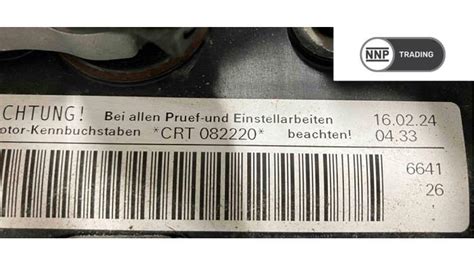 NNP
TRADING
CHTUNG! Bei allen Pruef-und Einstellarbeiten 16.02.24
otor-Kennbuchstaben *CRT 082220* beachten! 04.33
6641
26